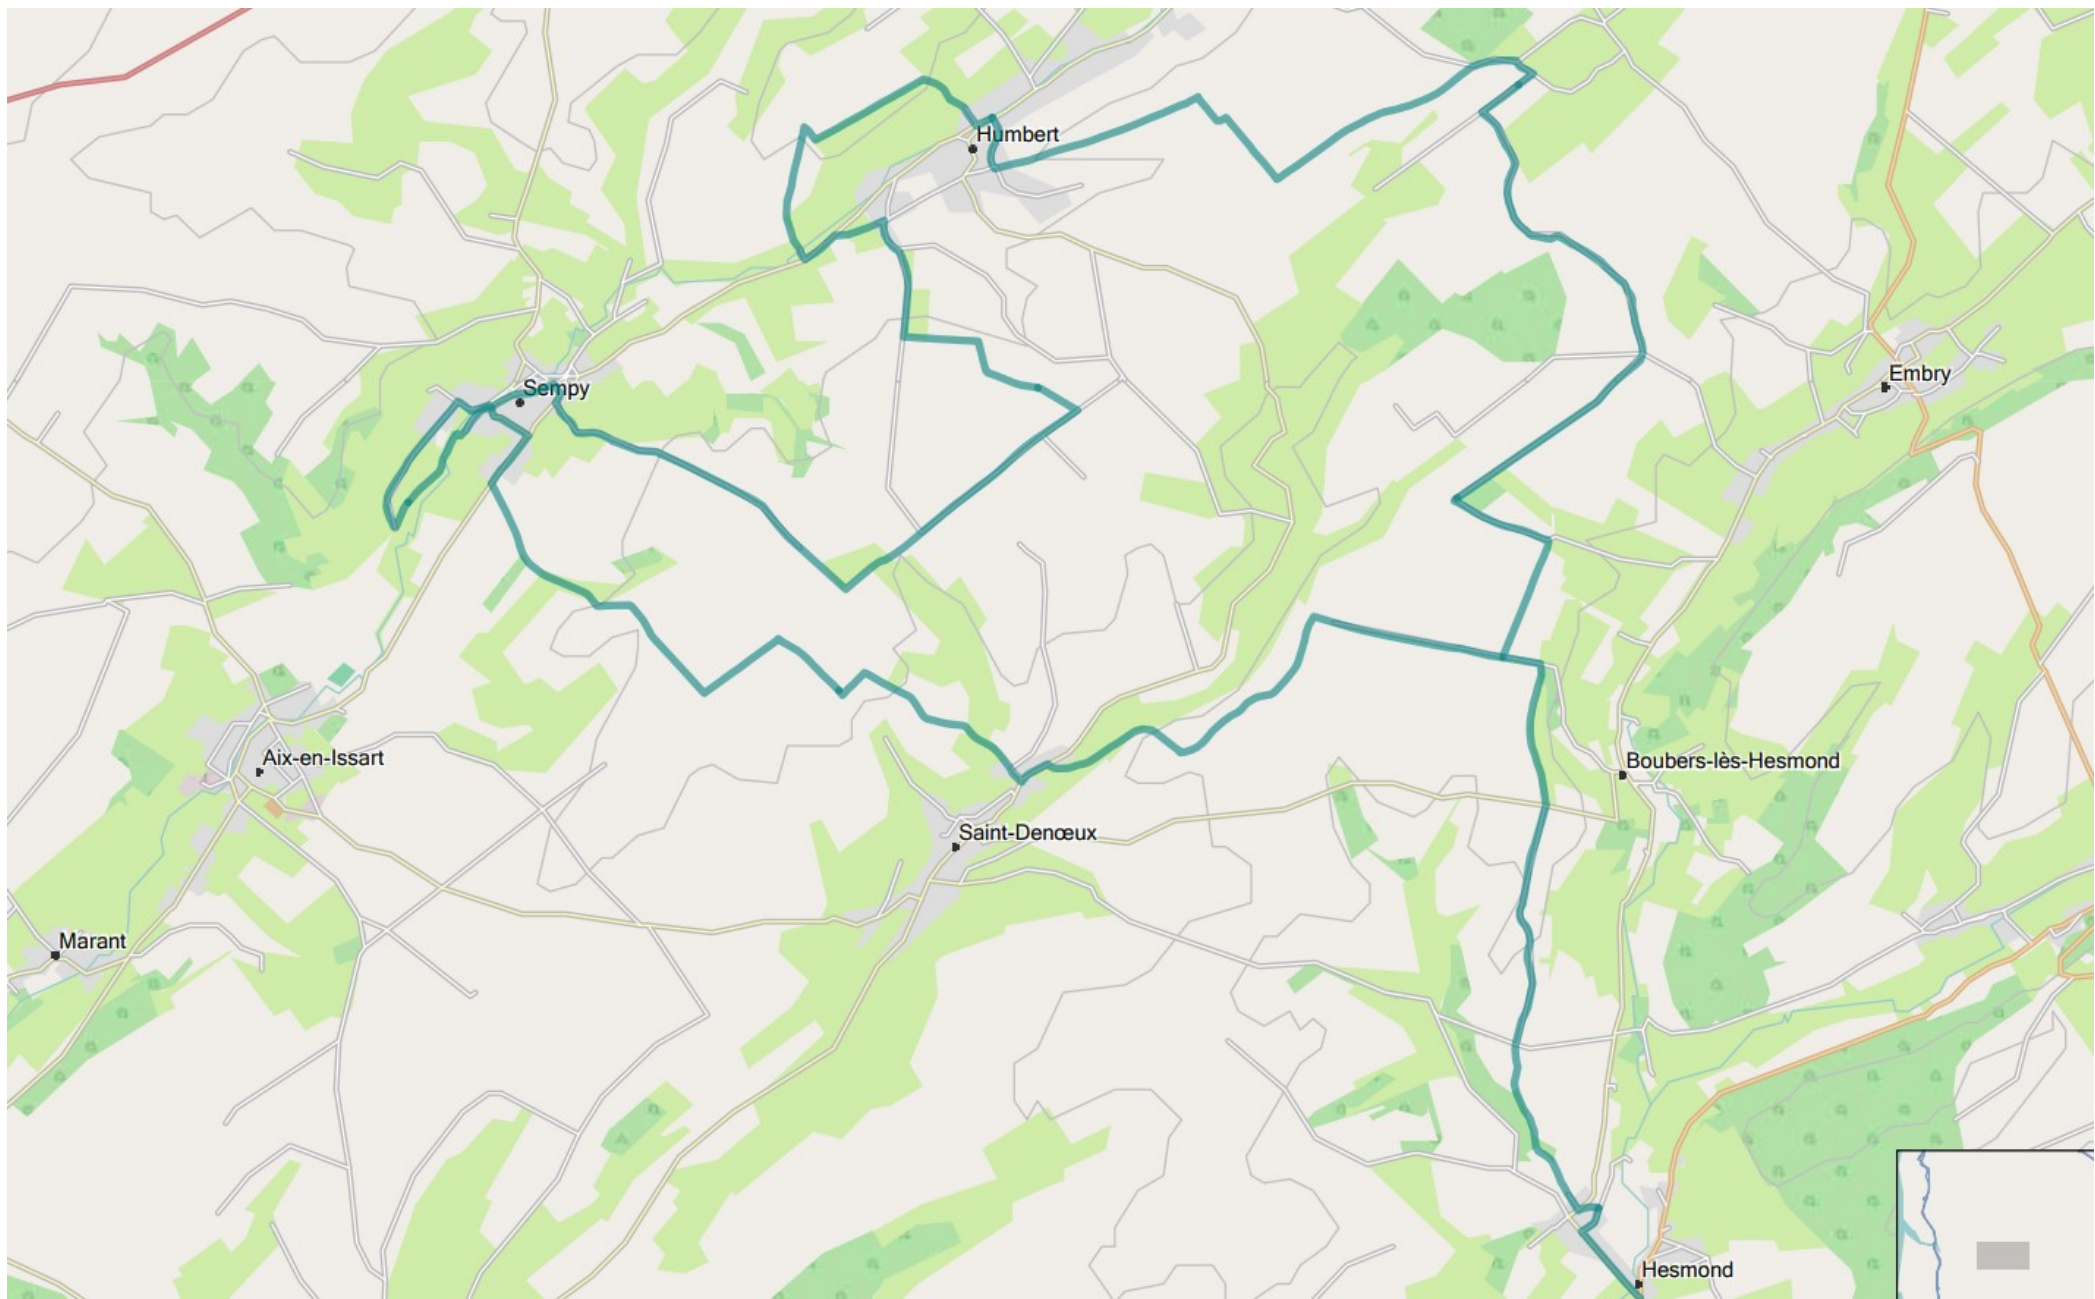 Humbert
Embry
Sempy
Aix-en-Issart
Boubers-lès-Hesmond
Saint-Denœux
Marant
Hesmond